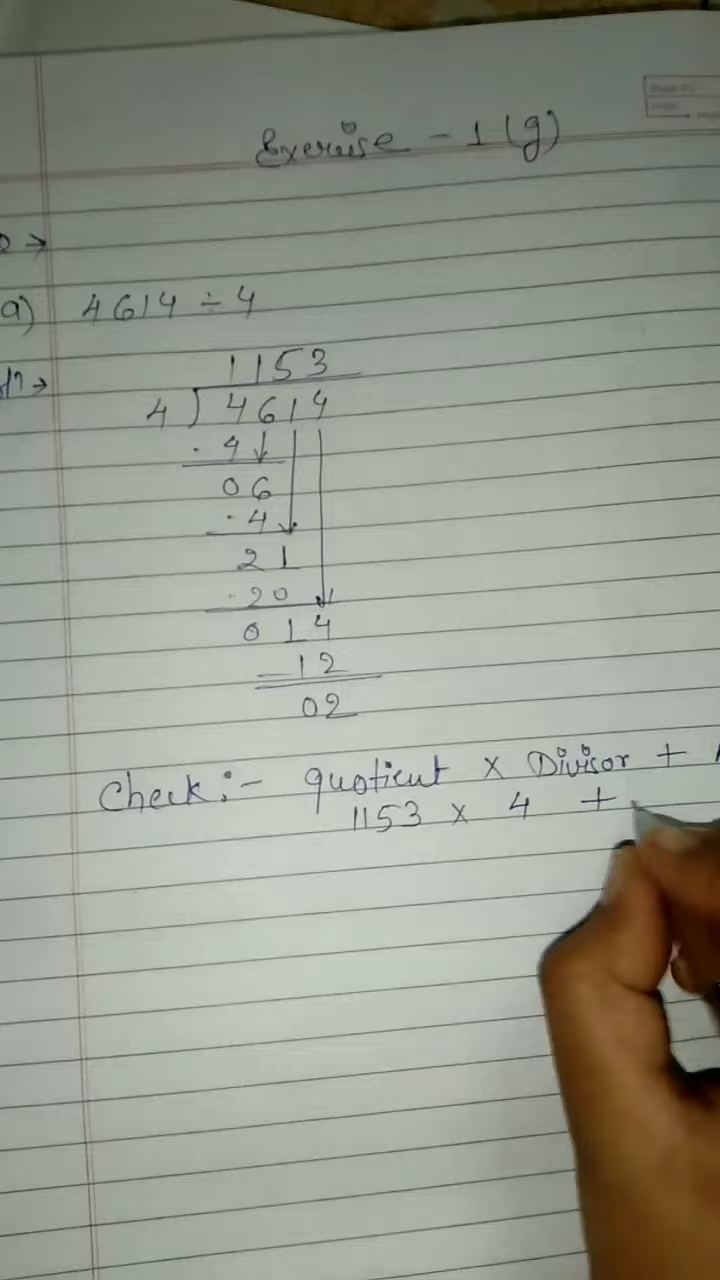 Exercise - 1(g)
a) 4614 ÷ 4
1153
4 ) 4614
4
06
4
21
20
014
-12
02
Check:- quotient × Divisor +
1153 × 4 +